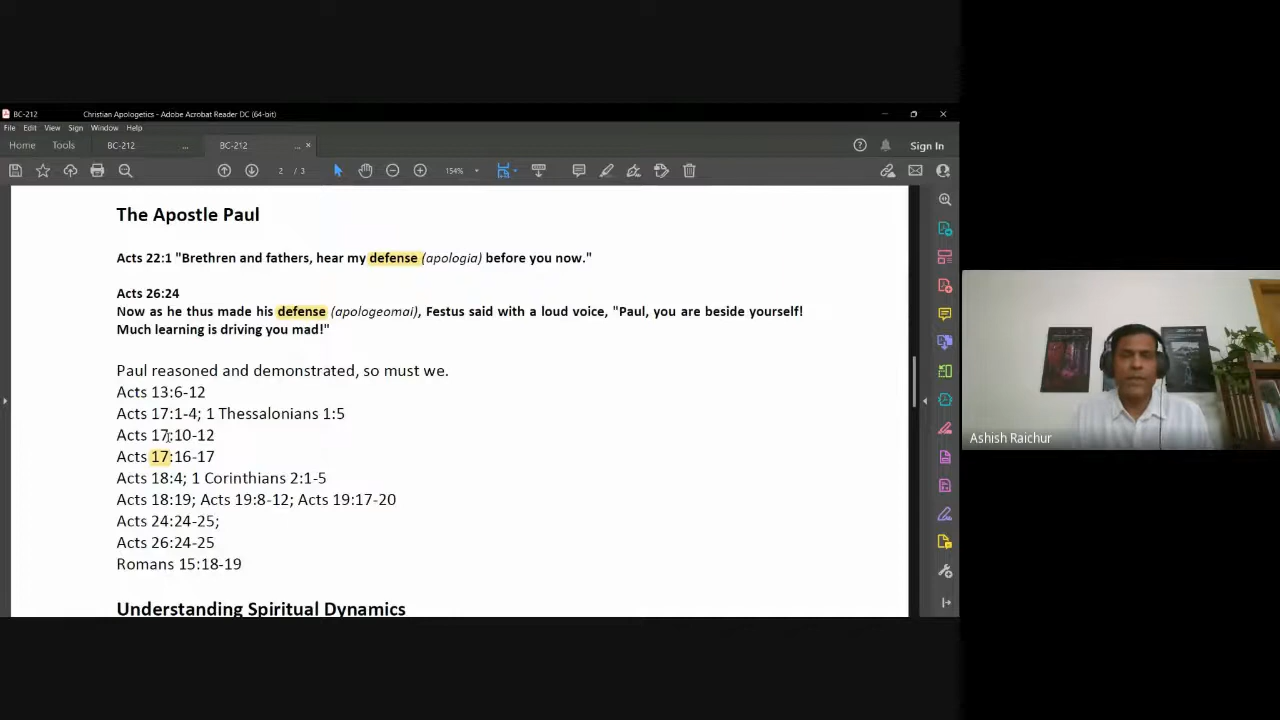 BC-212 Christian Apologetics - Adobe Acrobat Reader DC (64-bit)
File Edit View Sign Window Help
Home Tools BC-212 ... BC-212 ... × Sign In
2 / 3 154%
The Apostle Paul
Acts 22:1 "Brethren and fathers, hear my defense (apologia) before you now."
Acts 26:24
Now as he thus made his defense (apologeomai), Festus said with a loud voice, "Paul, you are beside yourself!
Much learning is driving you mad!"
Paul reasoned and demonstrated, so must we.
Acts 13:6-12
Acts 17:1-4; 1 Thessalonians 1:5
Acts 17:10-12
Acts 17:16-17
Acts 18:4; 1 Corinthians 2:1-5
Acts 18:19; Acts 19:8-12; Acts 19:17-20
Acts 24:24-25;
Acts 26:24-25
Romans 15:18-19
Understanding Spiritual Dynamics
Ashish Raichur